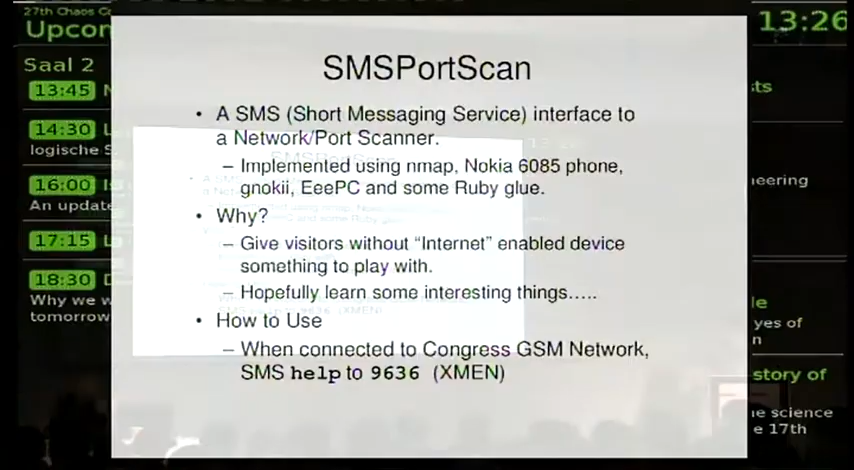 27th Chaos C
Upcor
Saal 2
13:45
14:30
logische S
16:00
An update
17:15
18:30
Why we w
tomorrow
SMSPortScan
• A SMS (Short Messaging Service) interface to
a Network/Port Scanner.
– Implemented using nmap, Nokia 6085 phone,
gnokii, EeePC and some Ruby glue.
• Why?
– Give visitors without “Internet” enabled device
something to play with.
– Hopefully learn some interesting things.....
• How to Use
– When connected to Congress GSM Network,
SMS help to 9636 (XMEN)
13:26
ts
eering
le
yes of
n
story of
e science
e 17th